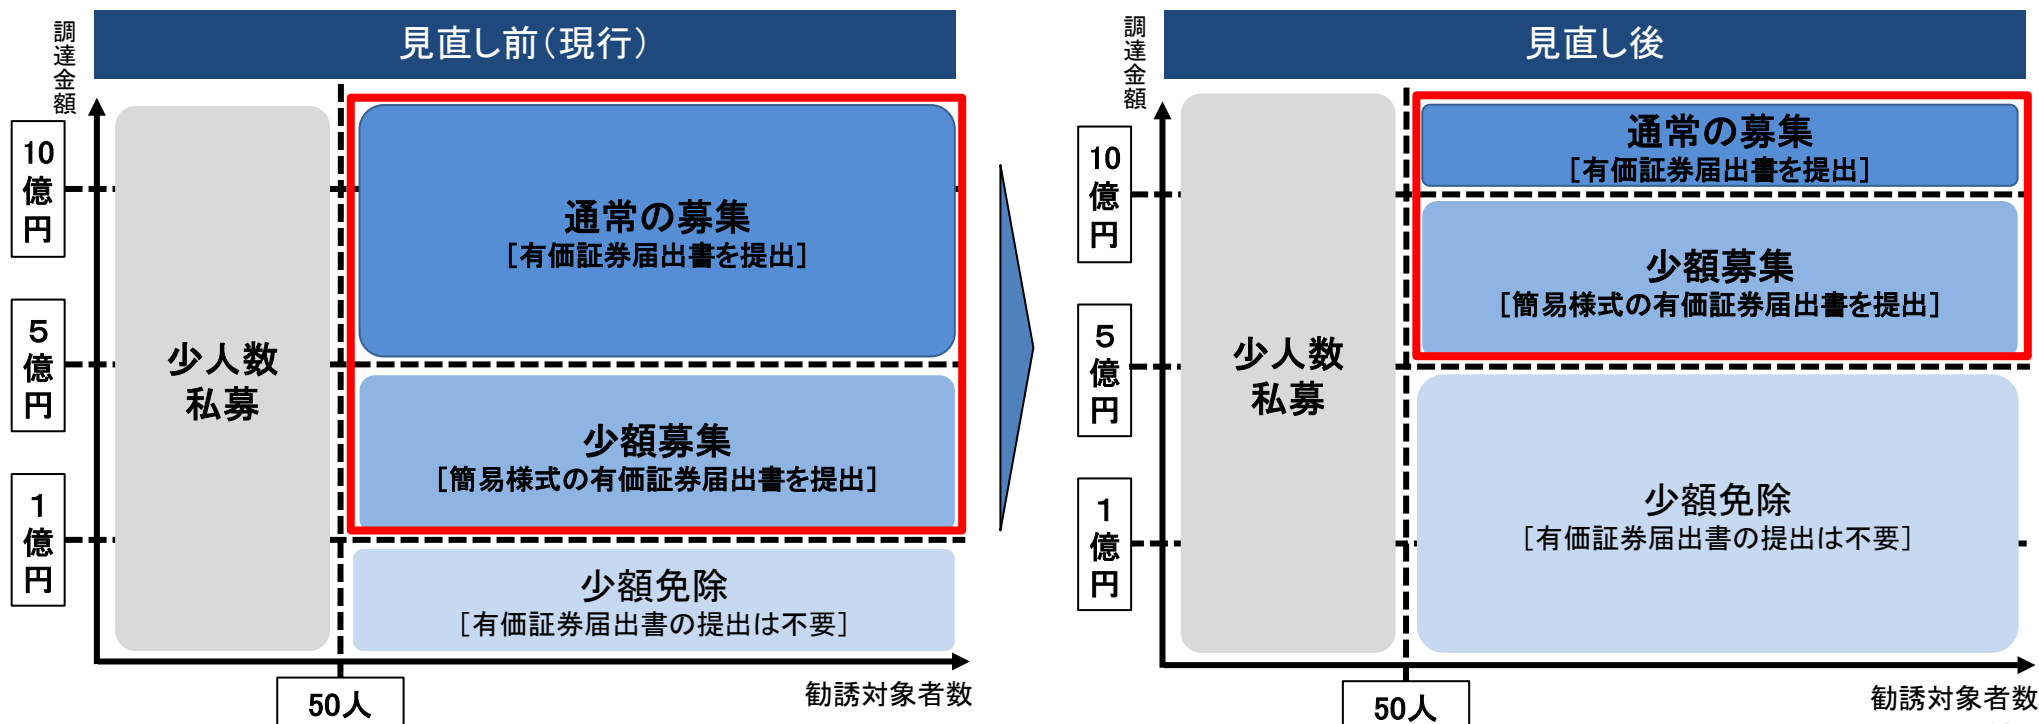 見直し前（現行）
調達金額
10億円
５億円
１億円
少人数
私募
通常の募集
［有価証券届出書を提出］
少額募集
［簡易様式の有価証券届出書を提出］
少額免除
［有価証券届出書の提出は不要］
50人
勧誘対象者数
見直し後
調達金額
10億円
５億円
１億円
少人数
私募
通常の募集
［有価証券届出書を提出］
少額募集
［簡易様式の有価証券届出書を提出］
少額免除
［有価証券届出書の提出は不要］
50人
勧誘対象者数